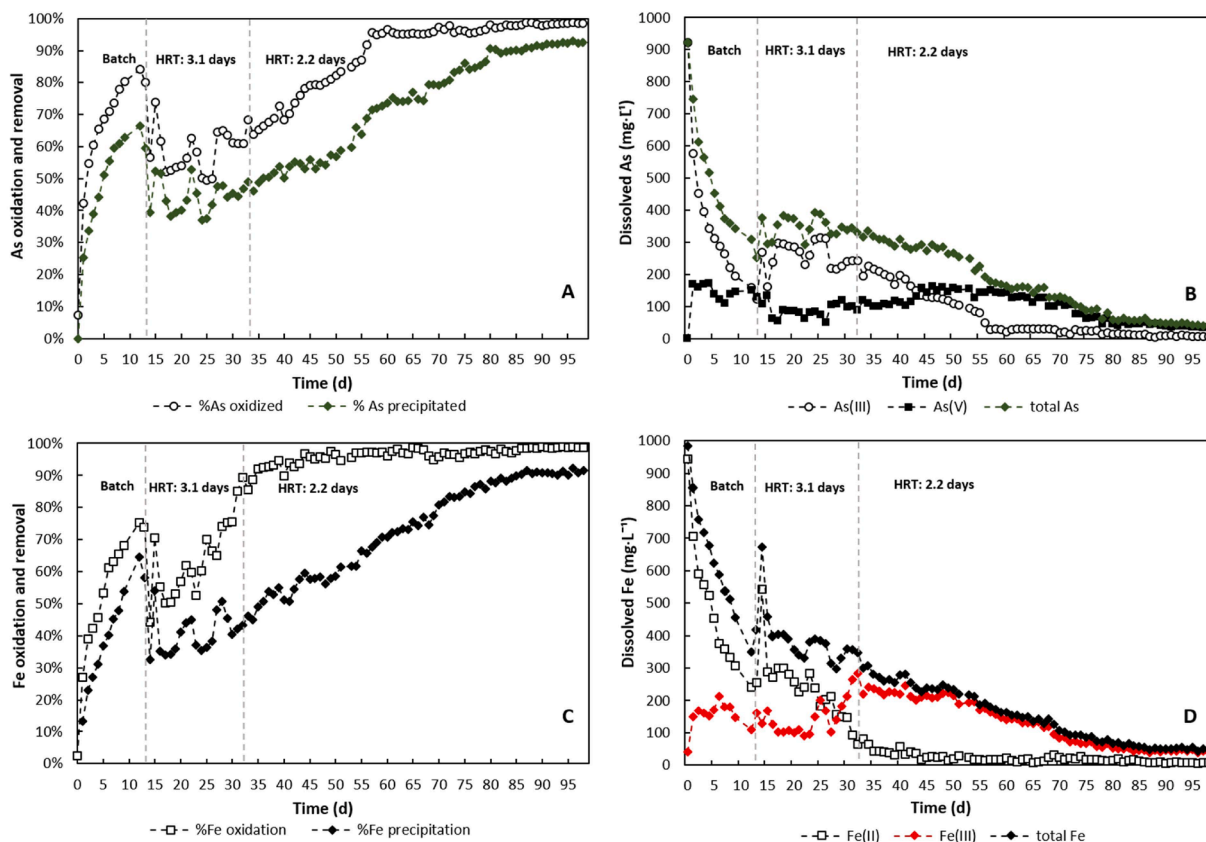 100%
90%
80%
70%
60%
50%
40%
30%
20%
10%
0%
As oxidation and removal
Batch
HRT: 3.1 days
HRT: 2.2 days
A
0 5 10 15 20 25 30 35 40 45 50 55 60 65 70 75 80 85 90 95
Time (d)
%As oxidized
% As precipitated
1000
900
800
700
600
500
400
300
200
100
0
Dissolved As (mg·L¹)
Batch
HRT: 3.1 days
HRT: 2.2 days
B
0 5 10 15 20 25 30 35 40 45 50 55 60 65 70 75 80 85 90 95
Time (d)
As(III)
As(V)
total As
100%
90%
80%
70%
60%
50%
40%
30%
20%
10%
0%
Fe oxidation and removal
Batch
HRT: 3.1 days
HRT: 2.2 days
C
0 5 10 15 20 25 30 35 40 45 50 55 60 65 70 75 80 85 90 95
Time (d)
%Fe oxidation
%Fe precipitation
1000
900
800
700
600
500
400
300
200
100
0
Dissolved Fe (mg·L⁻¹)
Batch
HRT: 3.1 days
HRT: 2.2 days
D
0 5 10 15 20 25 30 35 40 45 50 55 60 65 70 75 80 85 90 95
Time (d)
Fe(II)
Fe(III)
total Fe